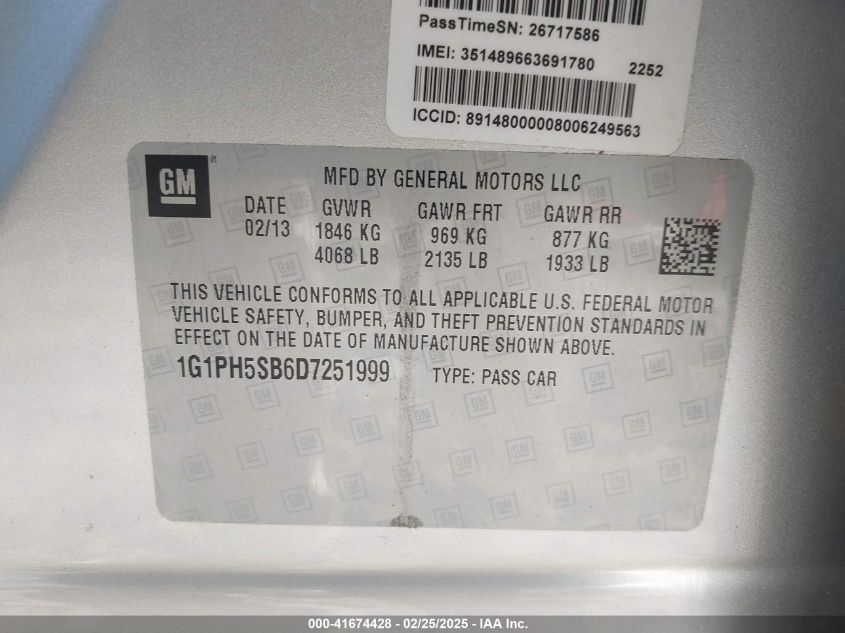 PassTimeSN: 26717586
IMEI: 351489663691780 2252
ICCID: 89148000008006249563
GM ®
MFD BY GENERAL MOTORS LLC
DATE GVWR GAWR FRT GAWR RR
02/13 1846 KG 969 KG 877 KG
4068 LB 2135 LB 1933 LB
THIS VEHICLE CONFORMS TO ALL APPLICABLE U.S. FEDERAL MOTOR
VEHICLE SAFETY, BUMPER, AND THEFT PREVENTION STANDARDS IN
EFFECT ON THE DATE OF MANUFACTURE SHOWN ABOVE.
1G1PH5SB6D7251999 TYPE: PASS CAR
000-41674428 - 02/25/2025 - IAA Inc.